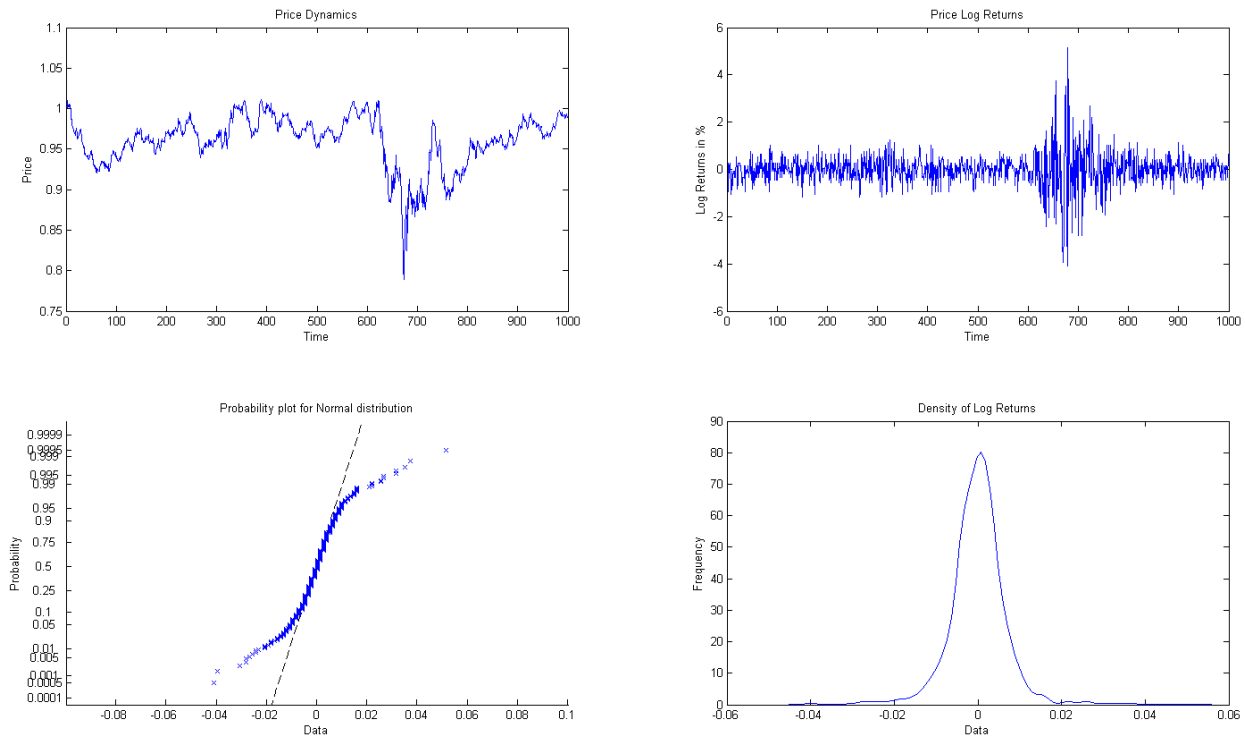 Price Dynamics
1.1
1.05
1
0.95
0.9
0.85
0.8
0.75
Price
0 100 200 300 400 500 600 700 800 900 1000
Time
Price Log Returns
6
4
2
0
-2
-4
-6
Log Returns in %
0 100 200 300 400 500 600 700 800 900 1000
Time
Probability plot for Normal distribution
0.9999
0.9995
0.999
0.995
0.99
0.95
0.9
0.75
0.5
0.25
0.1
0.05
0.01
0.005
0.001
0.0005
0.0001
Probability
-0.08 -0.06 -0.04 -0.02 0 0.02 0.04 0.06 0.08 0.1
Data
Density of Log Returns
90
80
70
60
50
40
30
20
10
0
Frequency
-0.06 -0.04 -0.02 0 0.02 0.04 0.06
Data